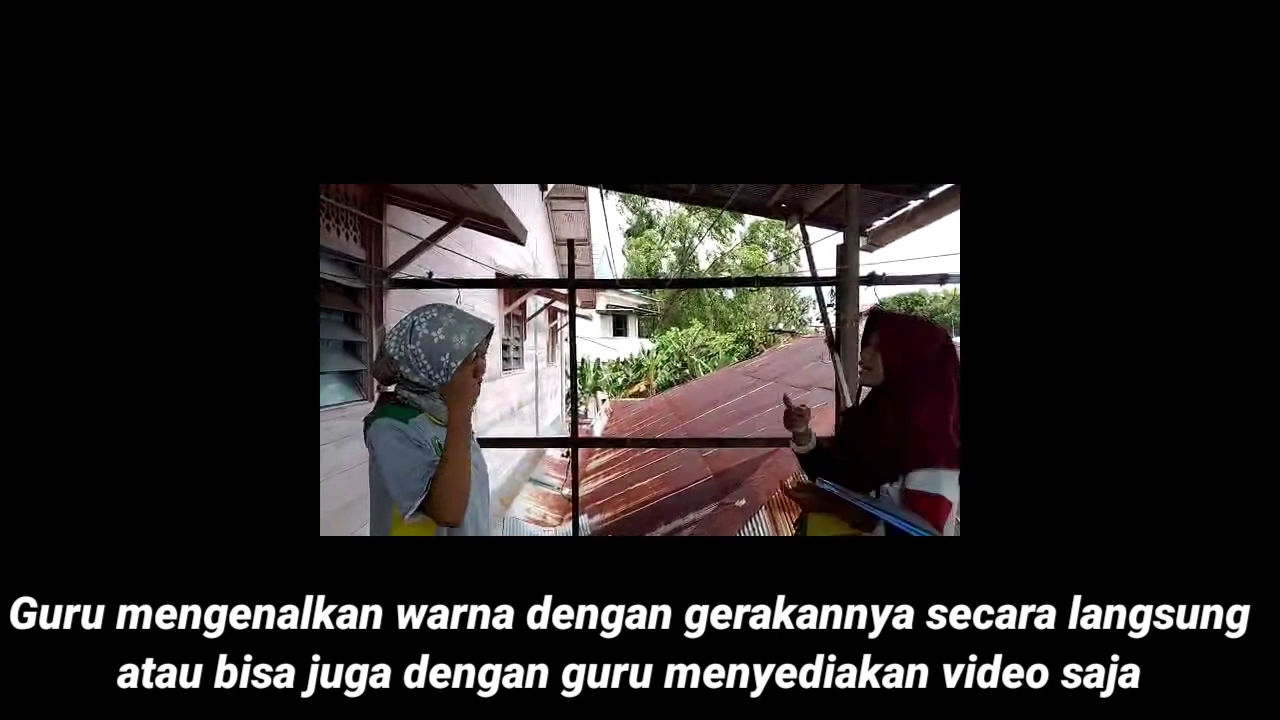 Guru mengenalkan warna dengan gerakannya secara langsung
atau bisa juga dengan guru menyediakan video saja